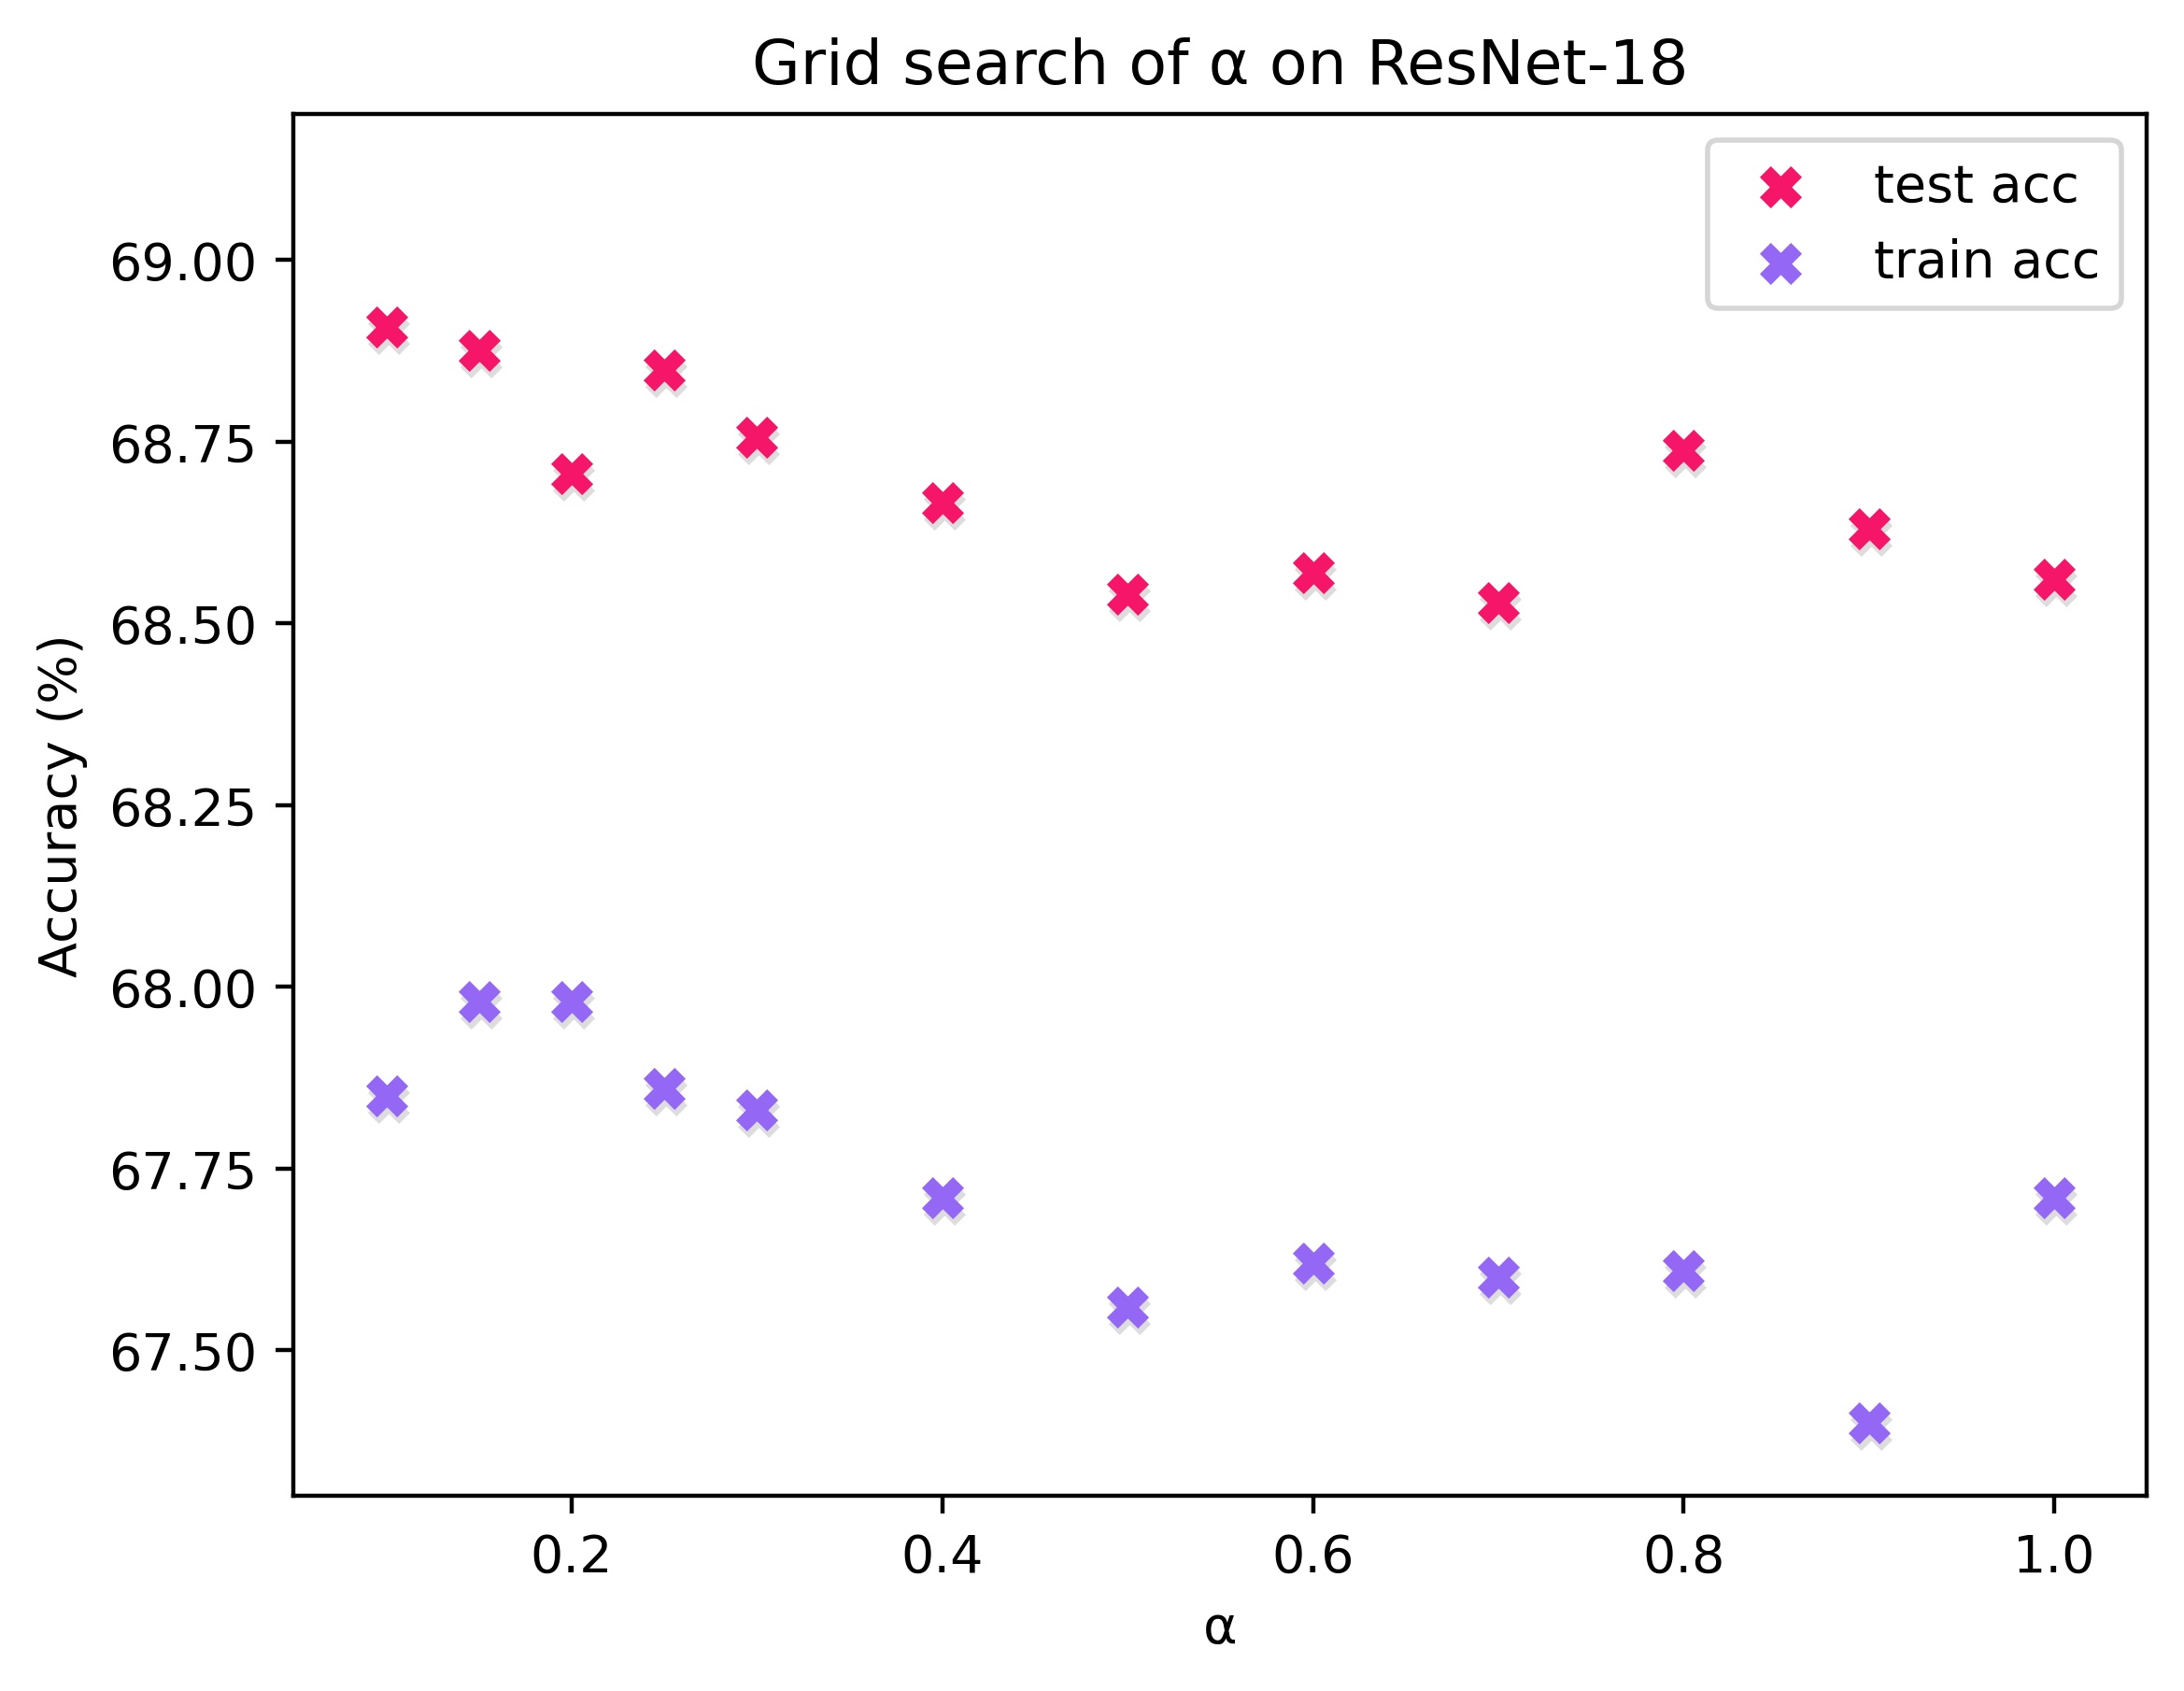 Grid search of α on ResNet-18
test acc
train acc
69.00
68.75
68.50
68.25
68.00
67.75
67.50
Accuracy (%)
0.2 0.4 0.6 0.8 1.0
α